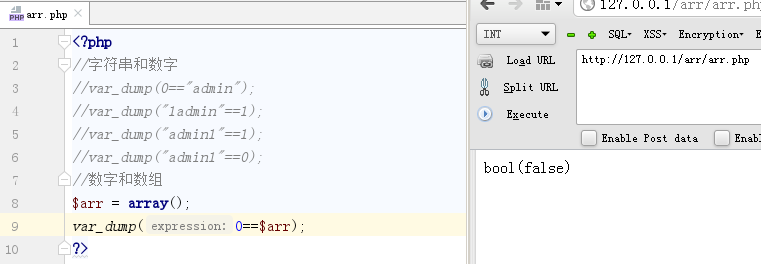 arr.php
1 <?php
2 //字符串和数字
3 //var_dump(0=="admin");
4 //var_dump("1admin"==1);
5 //var_dump("admin1"==1);
6 //var_dump("admin1"==0);
7 //数字和数组
8 $arr = array();
9 var_dump( expression: 0==$arr);
10 ?>
127.0.0.1/arr/arr.php
INT SQL XSS Encryption
Load URL http://127.0.0.1/arr/arr.php
Split URL
Execute
Enable Post data
bool(false)